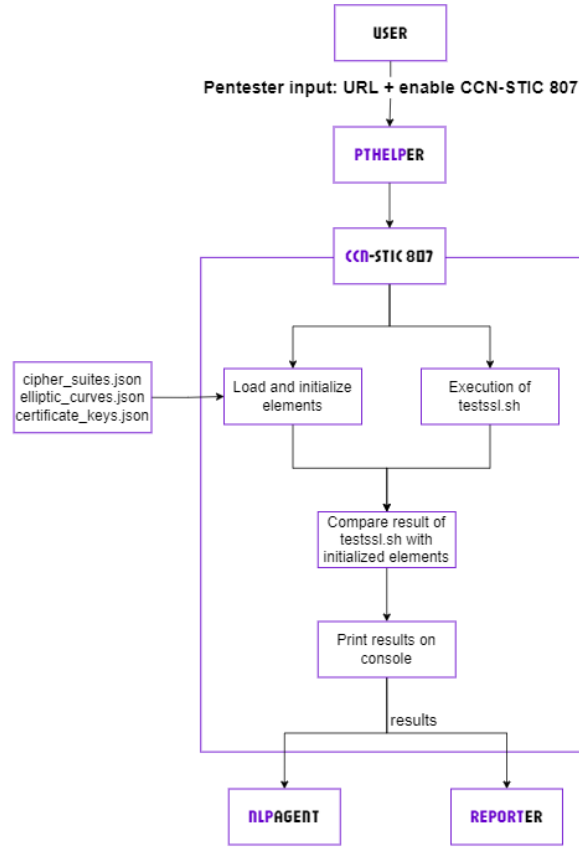 USER
Pentester input: URL + enable CCN-STIC 807
PTHELPER
CCN-STIC 807
cipher_suites.json
elliptic_curves.json
certificate_keys.json
Load and initialize
elements
Execution of
testssl.sh
Compare result of
testssl.sh with
initialized elements
Print results on
console
results
NLPAGENT
REPORTER